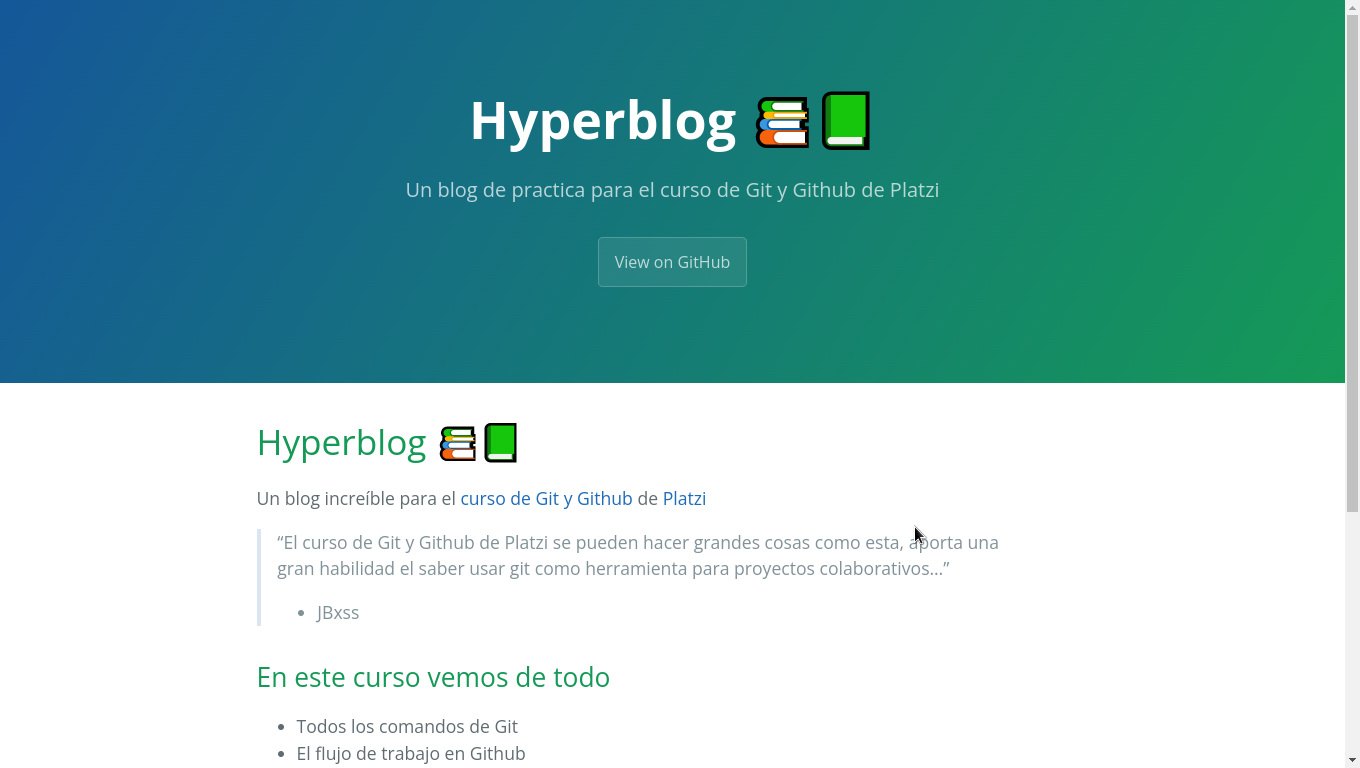 Hyperblog
Un blog de practica para el curso de Git y Github de Platzi
View on GitHub
Hyperblog
Un blog increíble para el curso de Git y Github de Platzi
“El curso de Git y Github de Platzi se pueden hacer grandes cosas como esta, aporta una
gran habilidad el saber usar git como herramienta para proyectos colaborativos…”
• JBxss
En este curso vemos de todo
• Todos los comandos de Git
• El flujo de trabajo en Github